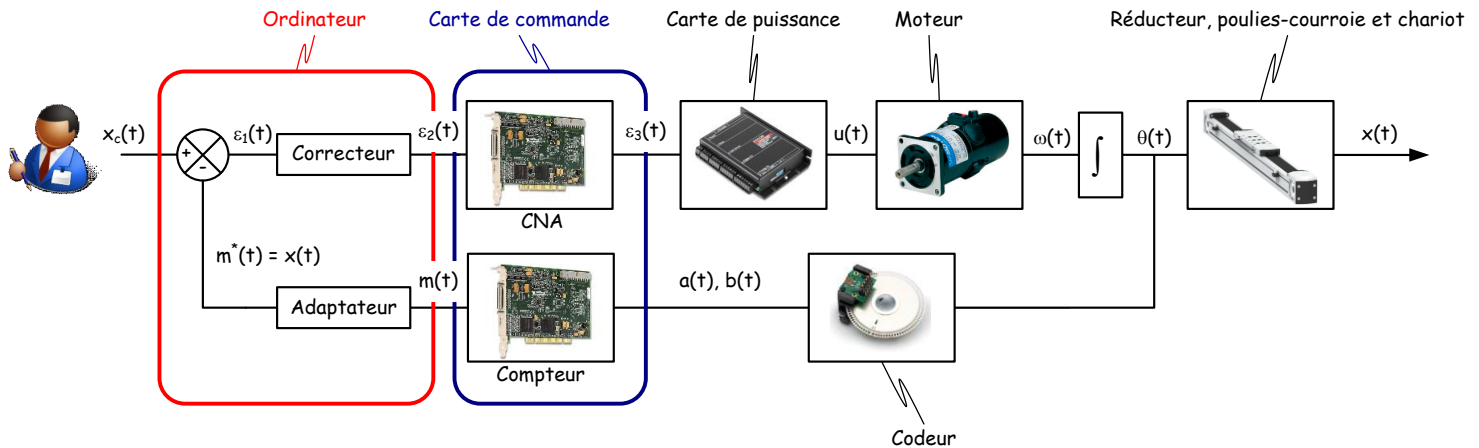 Ordinateur
Carte de commande
Carte de puissance
Moteur
Réducteur, poulies-courroie et chariot
xc(t)
+
-
ε1(t)
Correcteur
ε2(t)
CNA
ε3(t)
u(t)
ω(t)
∫
θ(t)
x(t)
m*(t) = x(t)
Adaptateur
m(t)
Compteur
a(t), b(t)
Codeur